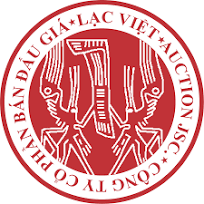 CÔNG TY CỔ PHẦN BÁN ĐẤU GIÁ★LẠC VIỆT★AUCTION JSC.★